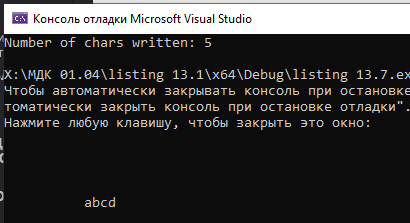 Консоль отладки Microsoft Visual Studio
Number of chars written: 5
X:\МДК 01.04\listing 13.1\x64\Debug\listing 13.7.ex
Чтобы автоматически закрывать консоль при остановке
томатически закрыть консоль при остановке отладки".
Нажмите любую клавишу, чтобы закрыть это окно:
abcd